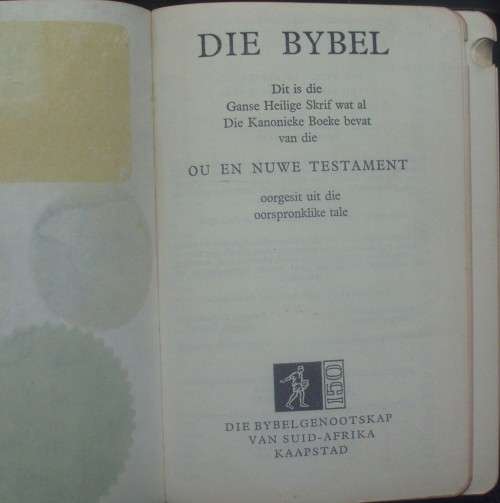 DIE BYBEL
Dit is die
Ganse Heilige Skrif wat al
Die Kanonieke Boeke bevat
van die
OU EN NUWE TESTAMENT
oorgesit uit die
oorspronklike tale
150
DIE BYBELGENOOTSKAP
VAN SUID-AFRIKA
KAAPSTAD